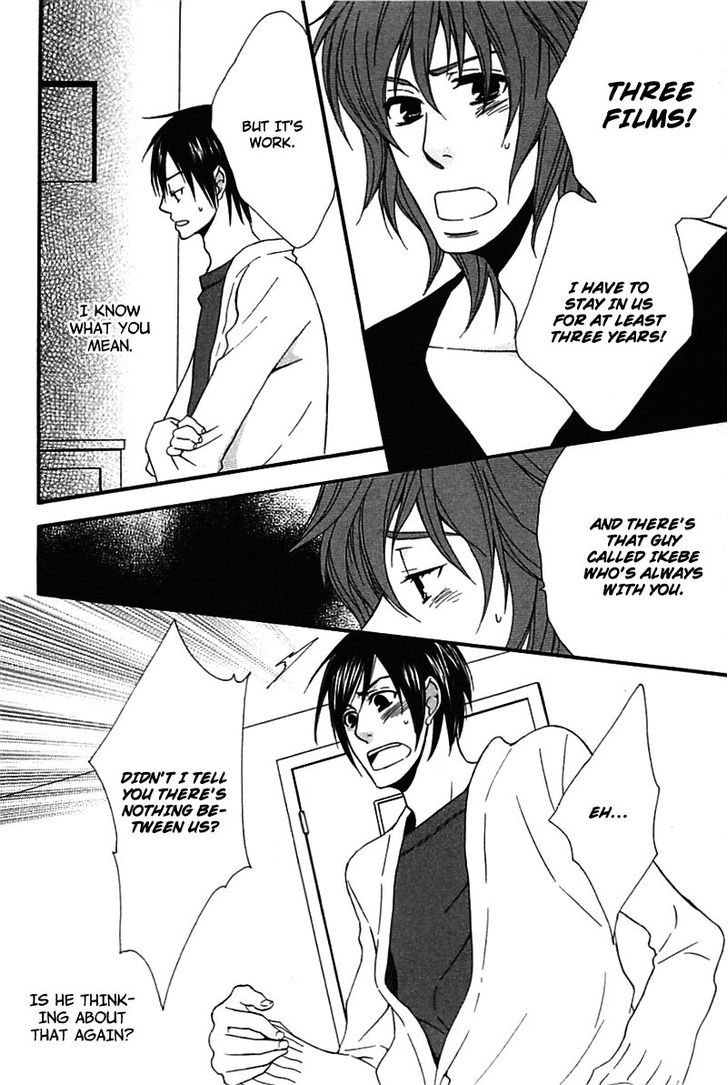 THREE
FILMS!
I HAVE TO
STAY IN US
FOR AT LEAST
THREE YEARS!
BUT IT'S
WORK.
I KNOW
WHAT YOU
MEAN.
AND THERE'S
THAT GUY
CALLED IKEBE
WHO'S ALWAYS
WITH YOU.
EH...
DIDN'T I TELL
YOU THERE'S
NOTHING BE-
TWEEN US?
IS HE THINK-
ING ABOUT
THAT AGAIN?